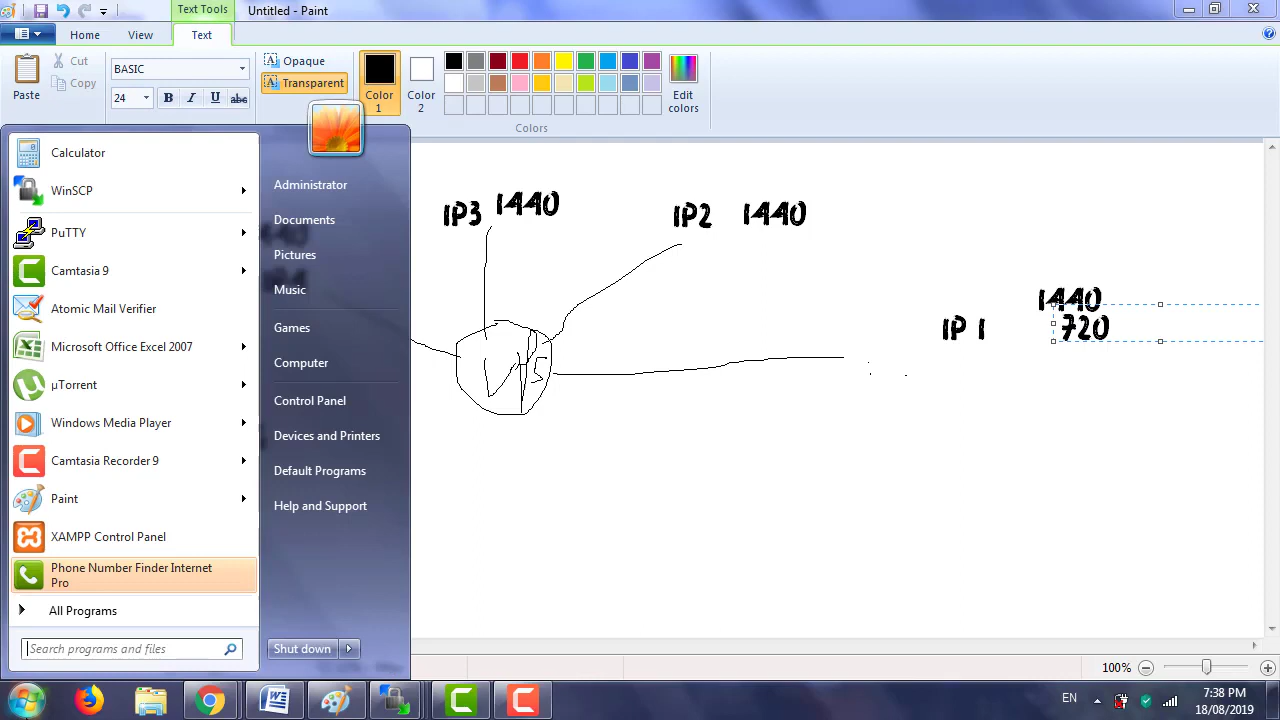 Text Tools
Untitled - Paint
Home
View
Text
Paste
Cut
Copy
BASIC
24
B I U abc
Opaque
Transparent
Color 1
Color 2
Edit colors
Colors
Calculator
WinSCP
PuTTY
Camtasia 9
Atomic Mail Verifier
Microsoft Office Excel 2007
µTorrent
Windows Media Player
Camtasia Recorder 9
Paint
XAMPP Control Panel
Phone Number Finder Internet
Pro
All Programs
Search programs and files
Administrator
Documents
Pictures
Music
Games
Computer
Control Panel
Devices and Printers
Default Programs
Help and Support
Shut down
IP3 1440
IP2 1440
1440
IP 1 720
100%
EN
7:38 PM
18/08/2019